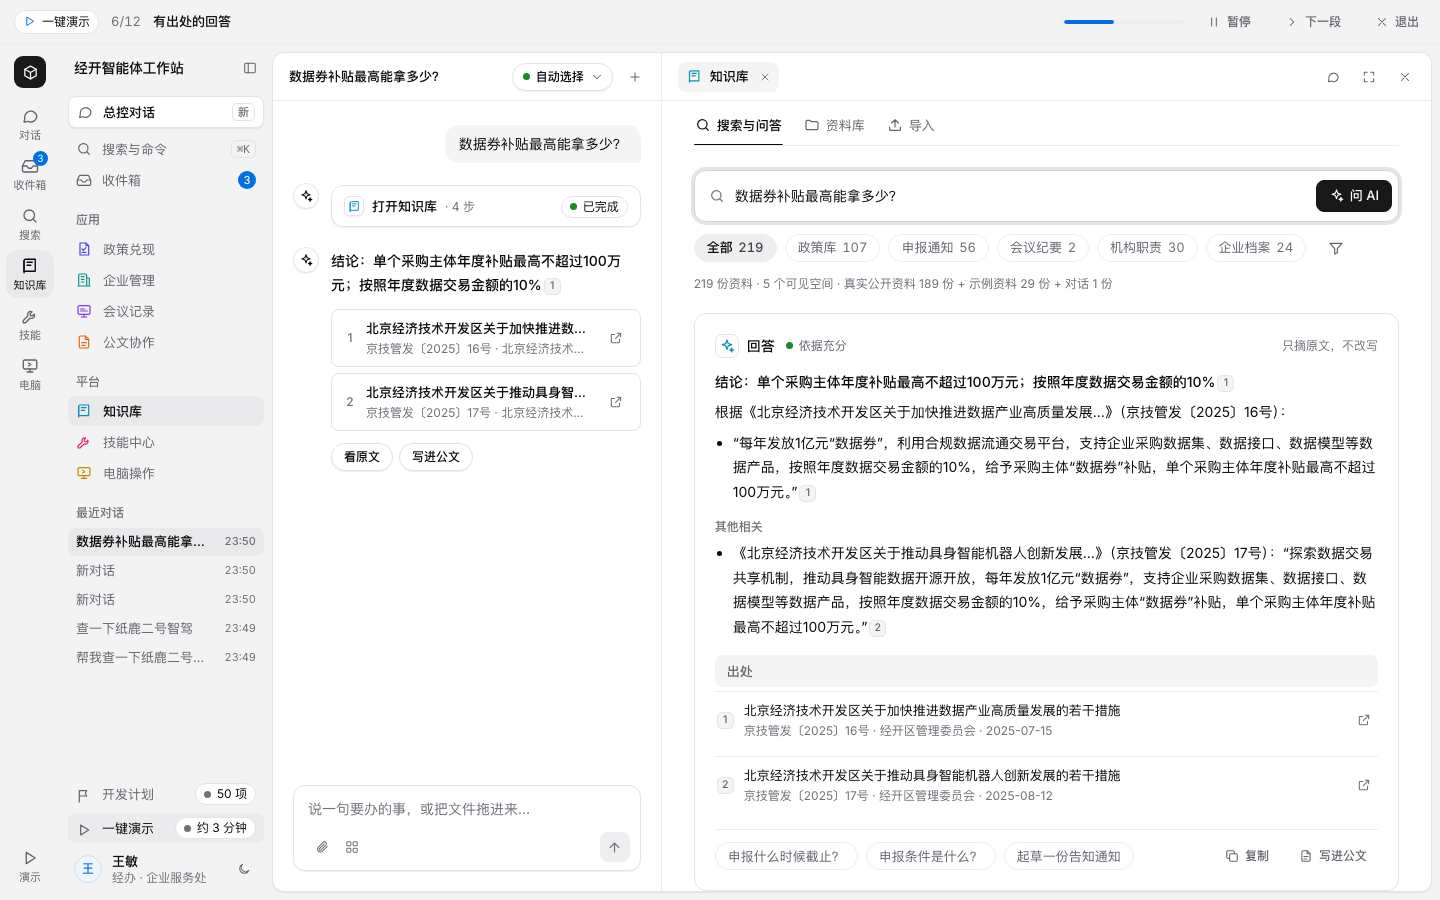 一键演示
6/12
有出处的回答
暂停
下一段
退出
对话
3
收件箱
搜索
知识库
技能
电脑
演示
经开智能体工作站
总控对话
新
搜索与命令
⌘K
收件箱
3
应用
政策兑现
企业管理
会议记录
公文协作
平台
知识库
技能中心
电脑操作
最近对话
数据券补贴最高能拿... 23:50
新对话 23:50
新对话 23:50
查一下纸鹿二号智驾 23:49
帮我查一下纸鹿二号... 23:49
开发计划
50 项
一键演示
约 3 分钟
王
王敏
经办 · 企业服务处
数据券补贴最高能拿多少？
自动选择
数据券补贴最高能拿多少？
打开知识库 · 4 步
已完成
结论：单个采购主体年度补贴最高不超过100万
元；按照年度数据交易金额的10% 1
1
北京经济技术开发区关于加快推进数...
京技管发〔2025〕16号 · 北京经济技术...
2
北京经济技术开发区关于推动具身智...
京技管发〔2025〕17号 · 北京经济技术...
看原文
写进公文
说一句要办的事，或把文件拖进来...
知识库
搜索与问答
资料库
导入
数据券补贴最高能拿多少？
问 AI
全部 219
政策库 107
申报通知 56
会议纪要 2
机构职责 30
企业档案 24
219 份资料 · 5 个可见空间 · 真实公开资料 189 份 + 示例资料 29 份 + 对话 1 份
回答
依据充分
只摘原文，不改写
结论：单个采购主体年度补贴最高不超过100万元；按照年度数据交易金额的10% 1
根据《北京经济技术开发区关于加快推进数据产业高质量发展...》（京技管发〔2025〕16号）：
• “每年发放1亿元“数据券”，利用合规数据流通交易平台，支持企业采购数据集、数据接口、数据模型等数
据产品，按照年度数据交易金额的10%，给予采购主体“数据券”补贴，单个采购主体年度补贴最高不超过
100万元。” 1
其他相关
• 《北京经济技术开发区关于推动具身智能机器人创新发展...》（京技管发〔2025〕17号）：“探索数据交易
共享机制，推动具身智能数据开源开放，每年发放1亿元“数据券”，支持企业采购数据集、数据接口、数
据模型等数据产品，按照年度数据交易金额的10%，给予采购主体“数据券”补贴，单个采购主体年度补贴
最高不超过100万元。” 2
出处
1
北京经济技术开发区关于加快推进数据产业高质量发展的若干措施
京技管发〔2025〕16号 · 经开区管理委员会 · 2025-07-15
2
北京经济技术开发区关于推动具身智能机器人创新发展的若干措施
京技管发〔2025〕17号 · 经开区管理委员会 · 2025-08-12
申报什么时候截止？
申报条件是什么？
起草一份告知通知
复制
写进公文